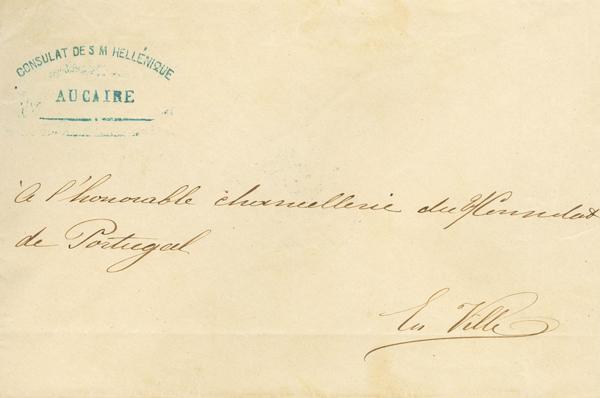 CONSULAT DE S M HELLÉNIQUE
AU CAIRE
a l'honorable chancellerie du Consulat
de Portugal
En Ville